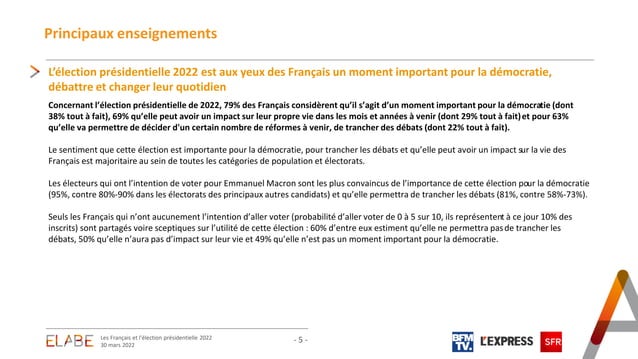 Principaux enseignements
L’élection présidentielle 2022 est aux yeux des Français un moment important pour la démocratie,
débattre et changer leur quotidien
Concernant l’élection présidentielle de 2022, 79% des Français considèrent qu’il s’agit d’un moment important pour la démocratie (dont
38% tout à fait), 69% qu’elle peut avoir un impact sur leur propre vie dans les mois et années à venir (dont 29% tout à fait) et pour 63%
qu’elle va permettre de décider d'un certain nombre de réformes à venir, de trancher des débats (dont 22% tout à fait).
Le sentiment que cette élection est importante pour la démocratie, pour trancher les débats et qu’elle peut avoir un impact sur la vie des
Français est majoritaire au sein de toutes les catégories de population et électorats.
Les électeurs qui ont l’intention de voter pour Emmanuel Macron sont les plus convaincus de l’importance de cette élection pour la démocratie
(95%, contre 80%-90% dans les électorats des principaux autres candidats) et qu’elle permettra de trancher les débats (81%, contre 58%-73%).
Seuls les Français qui n’ont aucunement l’intention d’aller voter (probabilité d’aller voter de 0 à 5 sur 10, ils représentent à ce jour 10% des
inscrits) sont partagés voire sceptiques sur l’utilité de cette élection : 60% d’entre eux estiment qu’elle ne permettra pas de trancher les
débats, 50% qu’elle n’aura pas d’impact sur leur vie et 49% qu’elle n’est pas un moment important pour la démocratie.
ELABE
Les Français et l'élection présidentielle 2022
30 mars 2022
- 5 -
BFM
TV.
L'EXPRESS
SFR